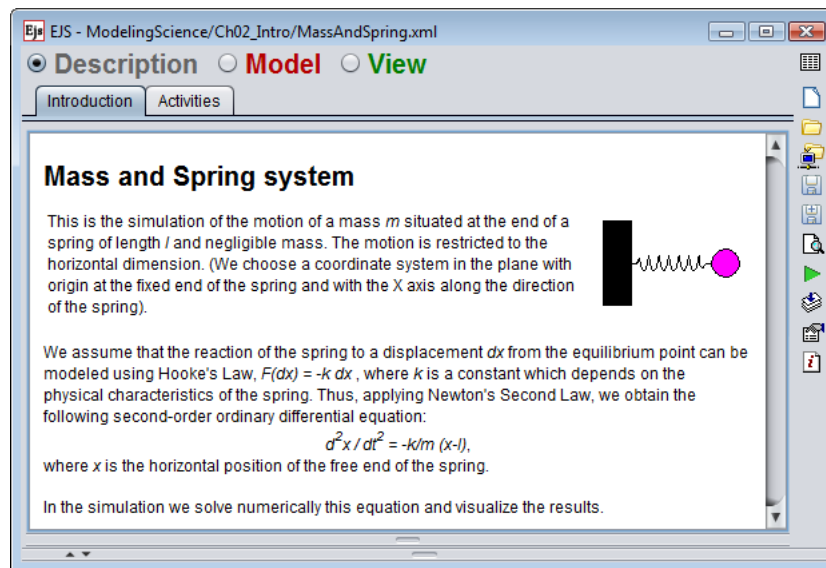 Ejs EJS - ModelingScience/Ch02_Intro/MassAndSpring.xml
Description Model View
Introduction Activities
Mass and Spring system
This is the simulation of the motion of a mass m situated at the end of a
spring of length l and negligible mass. The motion is restricted to the
horizontal dimension. (We choose a coordinate system in the plane with
origin at the fixed end of the spring and with the X axis along the direction
of the spring).
We assume that the reaction of the spring to a displacement dx from the equilibrium point can be
modeled using Hooke's Law, F(dx) = -k dx , where k is a constant which depends on the
physical characteristics of the spring. Thus, applying Newton's Second Law, we obtain the
following second-order ordinary differential equation:
d²x / dt² = -k/m (x-l),
where x is the horizontal position of the free end of the spring.
In the simulation we solve numerically this equation and visualize the results.